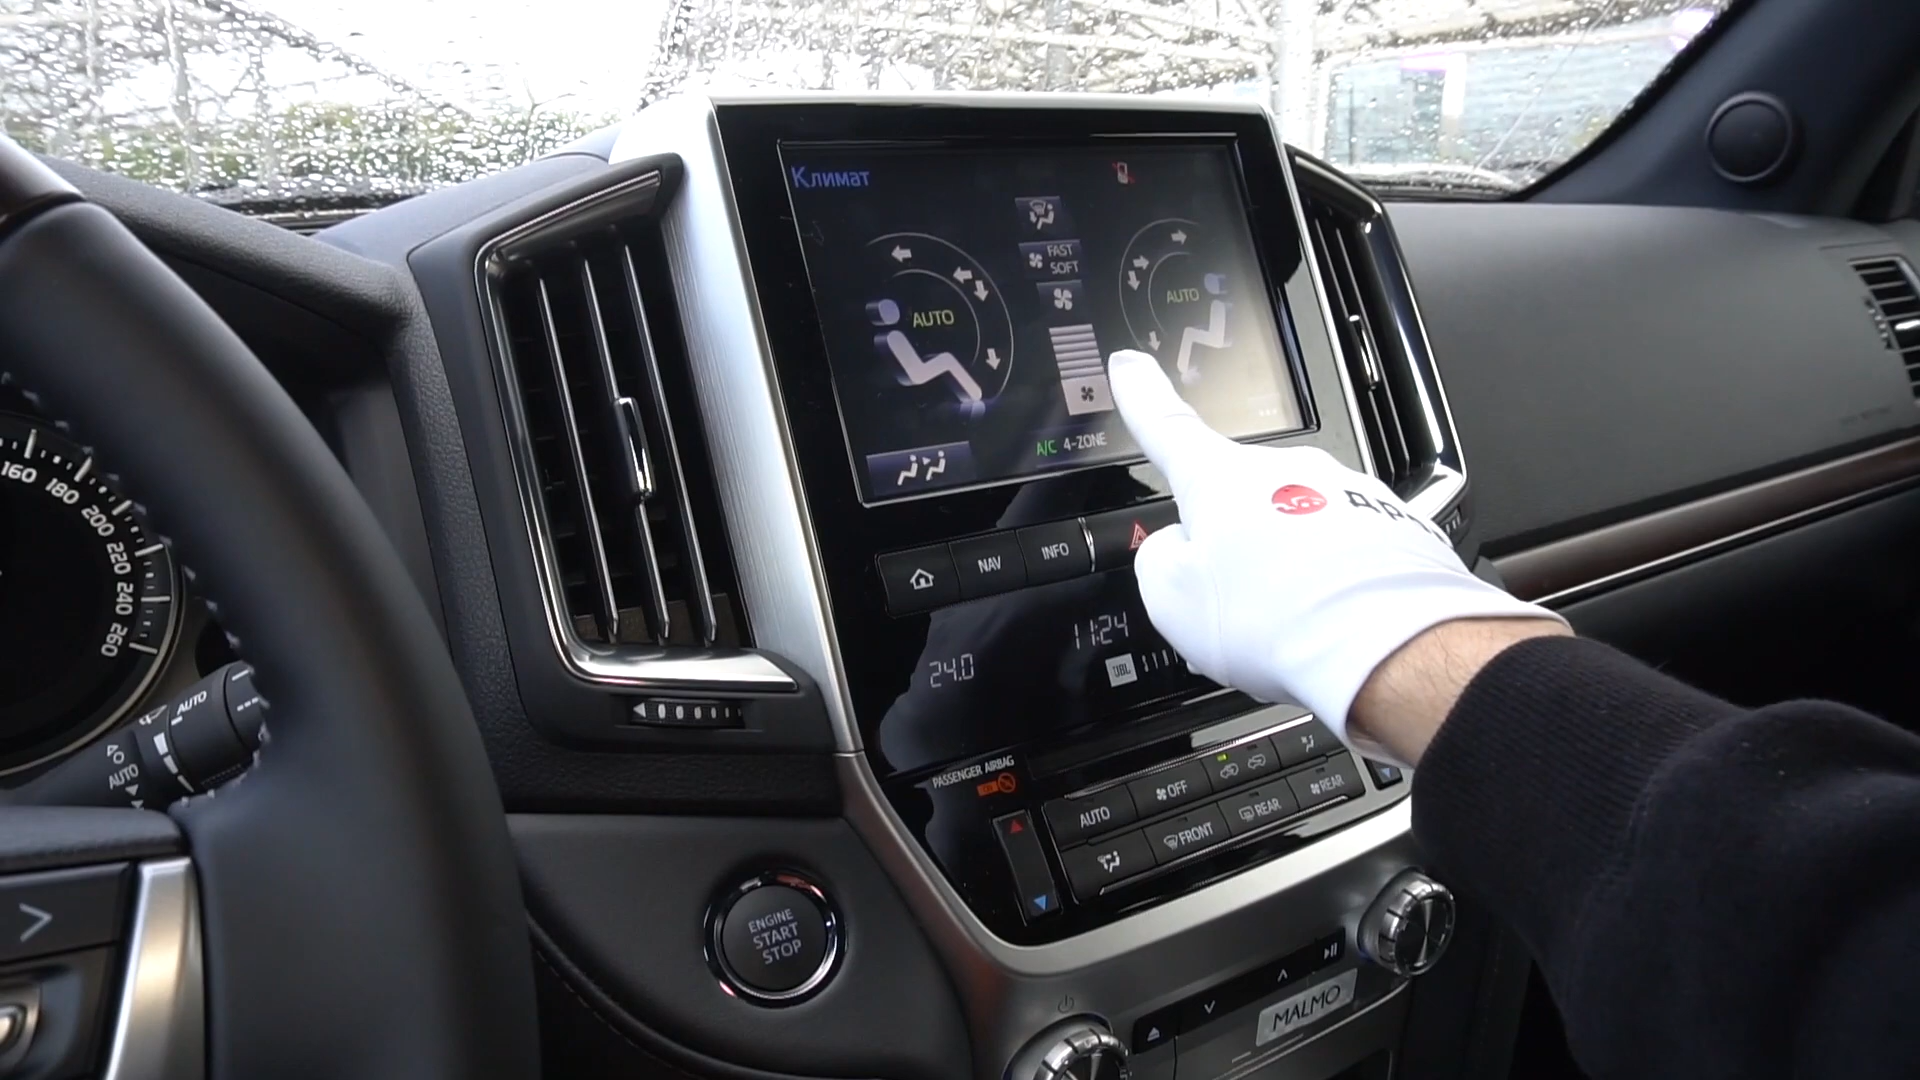 Климат
FAST
SOFT
AUTO
AUTO
A/C 4-ZONE
NAV
INFO
11:24
24.0
JBL
160
180
200
220
240
260
AUTO
AUTO
PASSENGER AIRBAG
AUTO
OFF
FRONT
REAR
REAR
ENGINE
START
STOP
MALMO